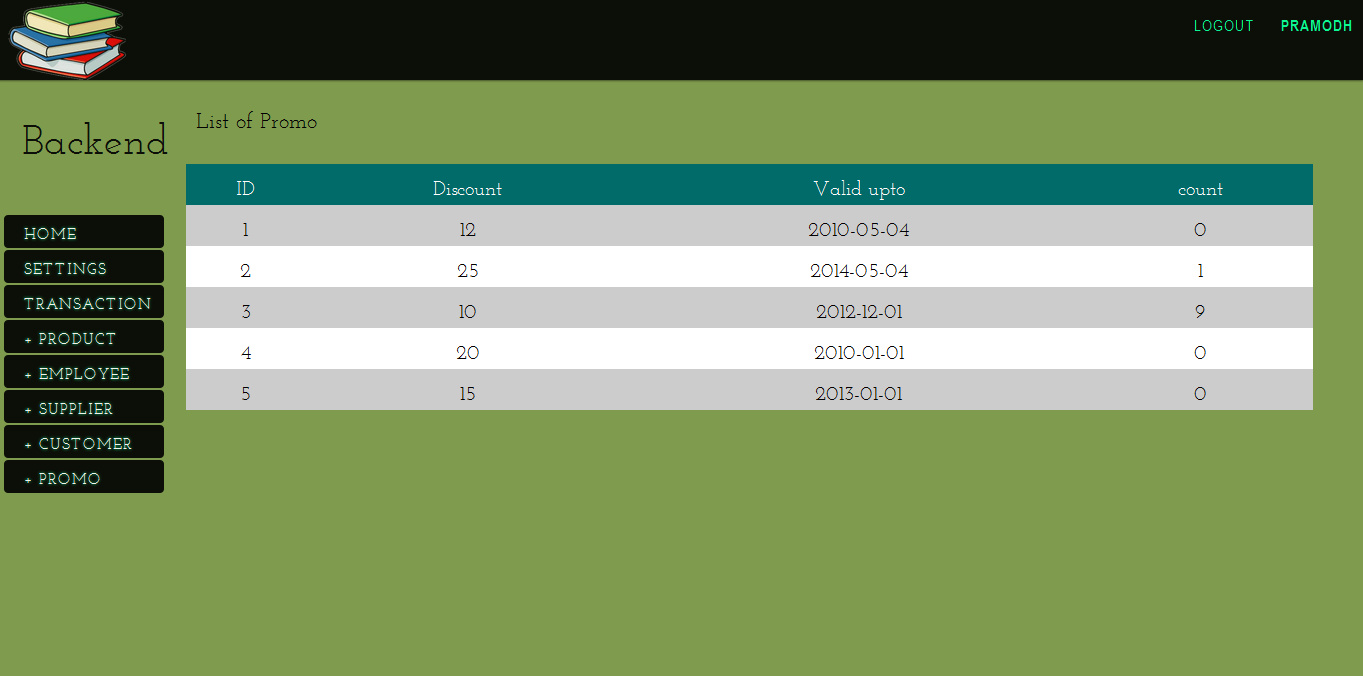 LOGOUT PRAMODH
Backend
List of Promo
HOME
SETTINGS
TRANSACTION
+ PRODUCT
+ EMPLOYEE
+ SUPPLIER
+ CUSTOMER
+ PROMO
ID Discount Valid upto count
1 12 2010-05-04 0
2 25 2014-05-04 1
3 10 2012-12-01 9
4 20 2010-01-01 0
5 15 2013-01-01 0